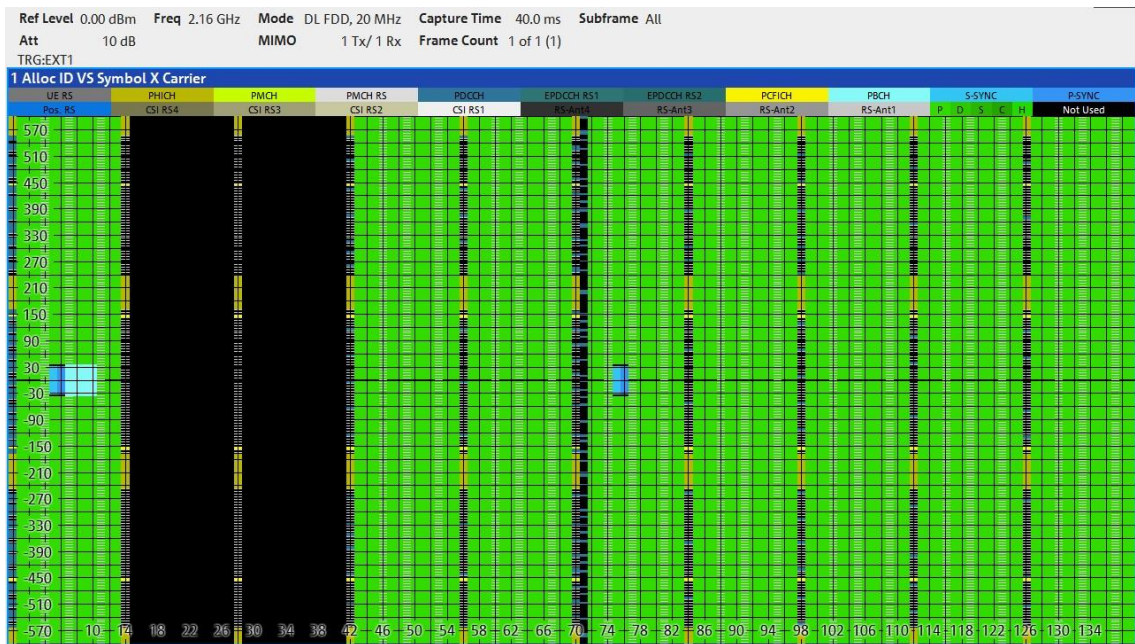 Ref Level 0.00 dBm Freq 2.16 GHz Mode DL FDD, 20 MHz Capture Time 40.0 ms Subframe All
Att 10 dB MIMO 1 Tx/ 1 Rx Frame Count 1 of 1 (1)
TRG:EXT1
1 Alloc ID VS Symbol X Carrier
UE RS PHICH PMCH PMCH RS PDCCH EPDCCH RS1 EPDCCH RS2 PCFICH PBCH S-SYNC P-SYNC
Pos. RS CSI RS4 CSI RS3 CSI RS2 CSI RS1 RS-Ant4 RS-Ant3 RS-Ant2 RS-Ant1 P D S C H Not Used
570
510
450
390
330
270
210
150
90
30
-30
-90
-150
-210
-270
-330
-390
-450
-510
-570 10 14 18 22 26 30 34 38 42 46 50 54 58 62 66 70 74 78 82 86 90 94 98 102 106 110 114 118 122 126 130 134